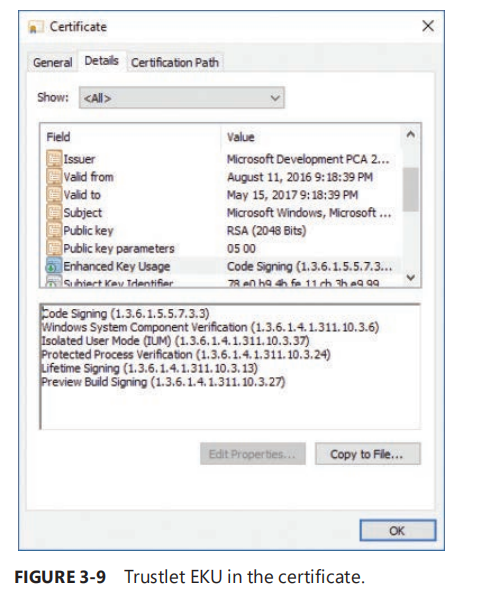 Certificate
General Details Certification Path
Show: <All>
Field Value
Issuer Microsoft Development PCA 2...
Valid from August 11, 2016 9:18:39 PM
Valid to May 15, 2017 9:18:39 PM
Subject Microsoft Windows, Microsoft ...
Public key RSA (2048 Bits)
Public key parameters 05 00
Enhanced Key Usage Code Signing (1.3.6.1.5.5.7.3...
Subject Key Identifier 78 e0 b9 4b fe 11 cb 3b e9 99
Code Signing (1.3.6.1.5.5.7.3.3)
Windows System Component Verification (1.3.6.1.4.1.311.10.3.6)
Isolated User Mode (IUM) (1.3.6.1.4.1.311.10.3.37)
Protected Process Verification (1.3.6.1.4.1.311.10.3.24)
Lifetime Signing (1.3.6.1.4.1.311.10.3.13)
Preview Build Signing (1.3.6.1.4.1.311.10.3.27)
Edit Properties... Copy to File...
OK
FIGURE 3-9 Trustlet EKU in the certificate.